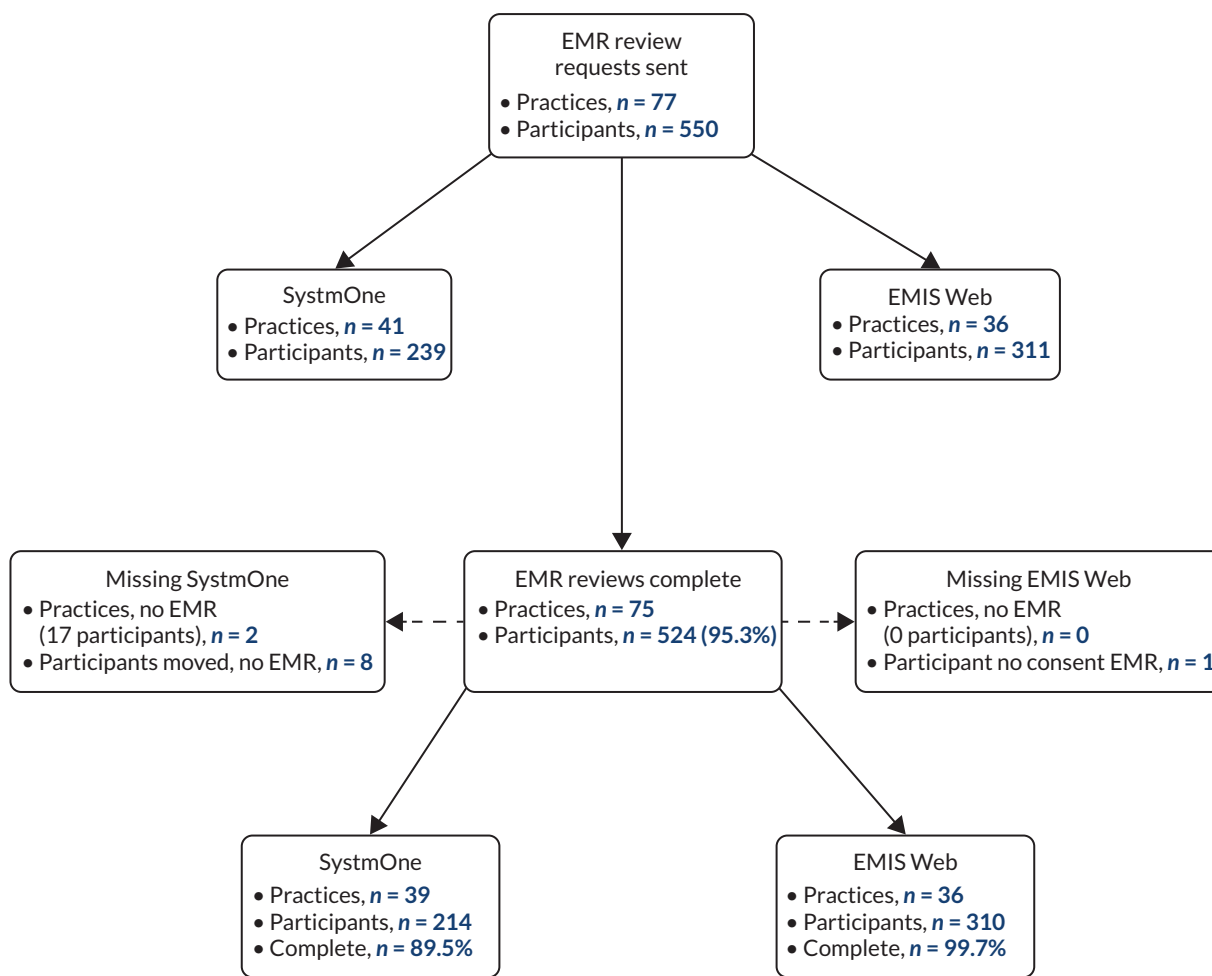 EMR review
requests sent
• Practices, n = 77
• Participants, n = 550
SystmOne
• Practices, n = 41
• Participants, n = 239
EMIS Web
• Practices, n = 36
• Participants, n = 311
Missing SystmOne
• Practices, no EMR
(17 participants), n = 2
• Participants moved, no EMR, n = 8
EMR reviews complete
• Practices, n = 75
• Participants, n = 524 (95.3%)
Missing EMIS Web
• Practices, no EMR
(0 participants), n = 0
• Participant no consent EMR, n = 1
SystmOne
• Practices, n = 39
• Participants, n = 214
• Complete, n = 89.5%
EMIS Web
• Practices, n = 36
• Participants, n = 310
• Complete, n = 99.7%